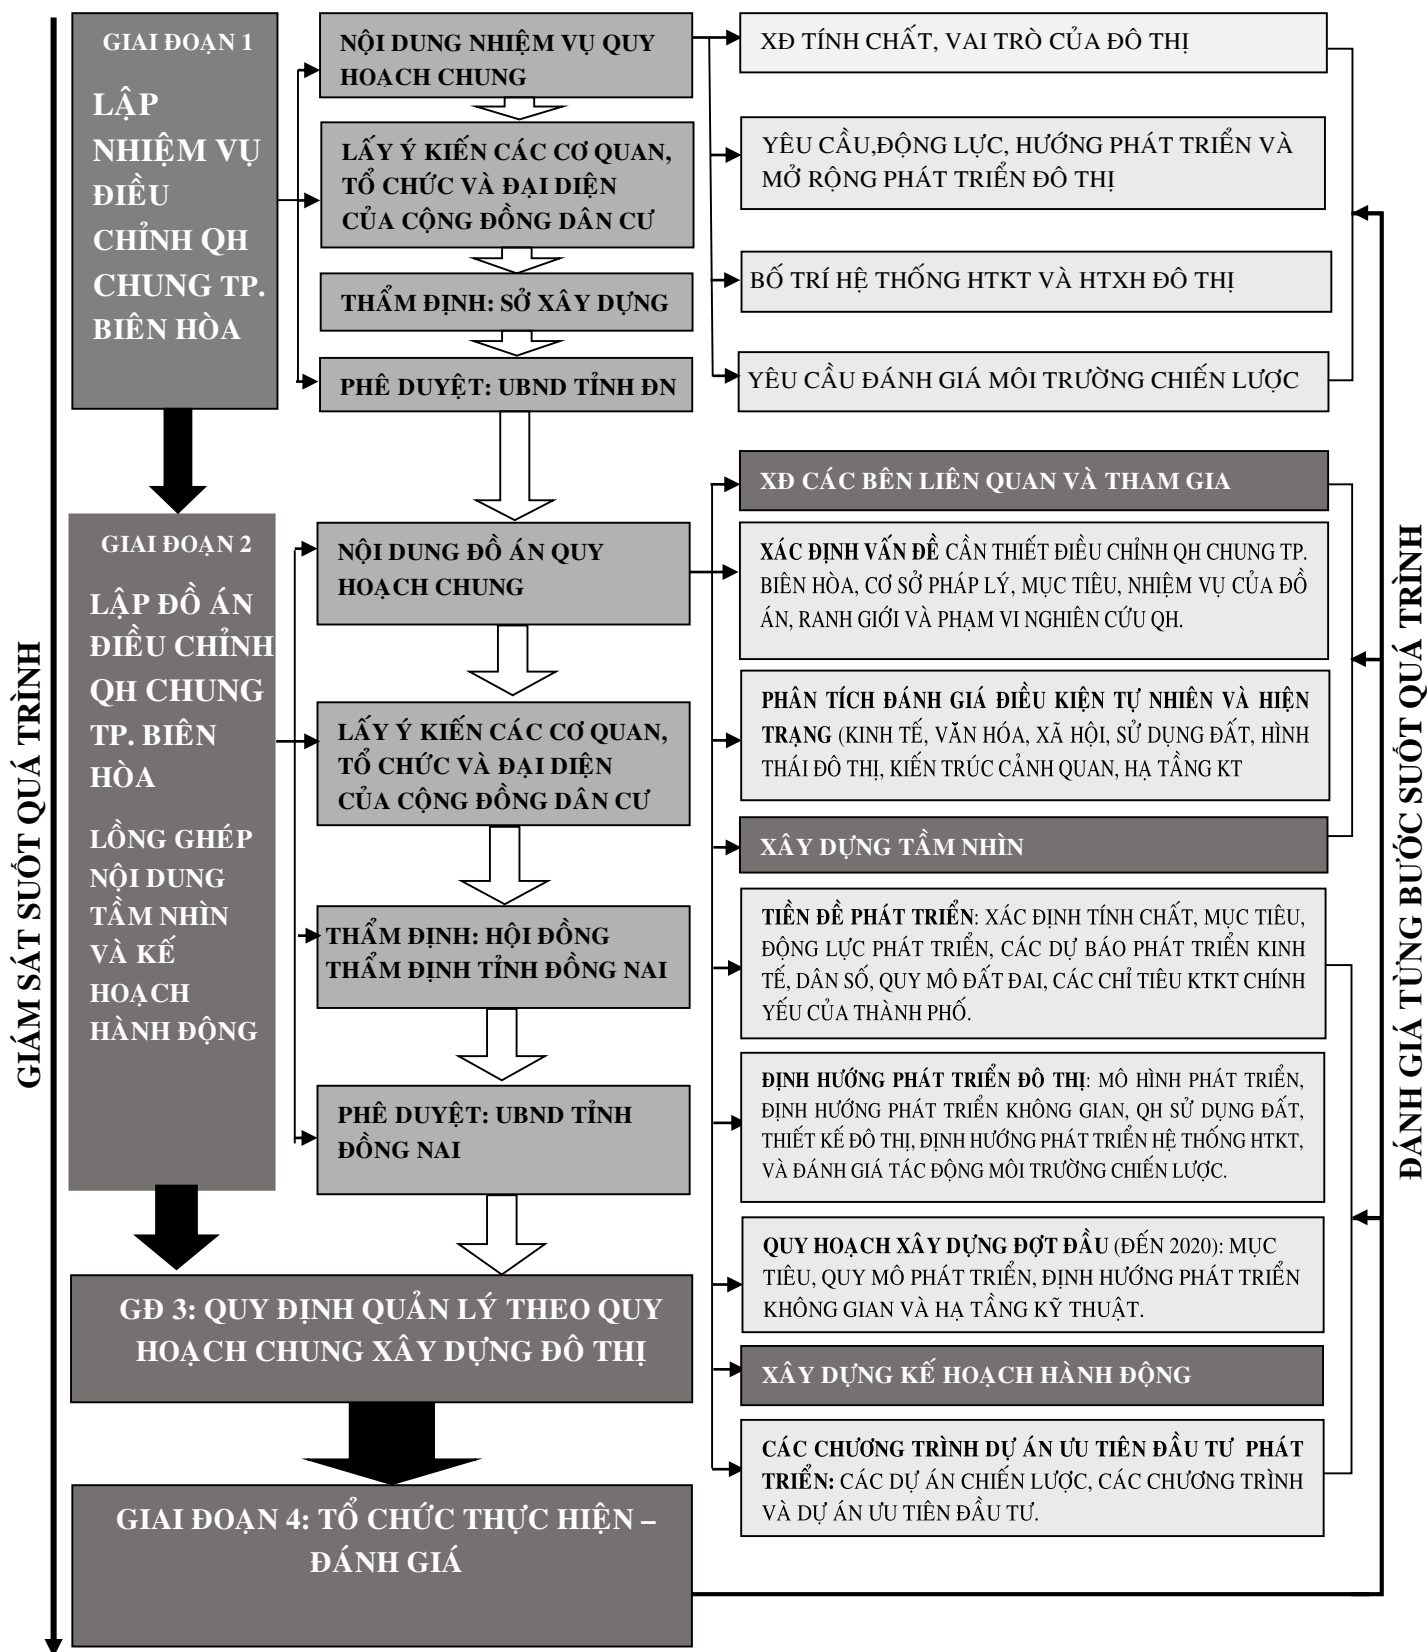 GIAI ĐOẠN 1
LẬP
NHIỆM VỤ
ĐIỀU
CHỈNH QH
CHUNG TP.
BIÊN HÒA
NỘI DUNG NHIỆM VỤ QUY
HOẠCH CHUNG
LẤY Ý KIẾN CÁC CƠ QUAN,
TỔ CHỨC VÀ ĐẠI DIỆN
CỦA CỘNG ĐỒNG DÂN CƯ
THẨM ĐỊNH: SỞ XÂY DỰNG
PHÊ DUYỆT: UBND TỈNH ĐN
XĐ TÍNH CHẤT, VAI TRÒ CỦA ĐÔ THỊ
YÊU CẦU,ĐỘNG LỰC, HƯỚNG PHÁT TRIỂN VÀ
MỞ RỘNG PHÁT TRIỂN ĐÔ THỊ
BỐ TRÍ HỆ THỐNG HTKT VÀ HTXH ĐÔ THỊ
YÊU CẦU ĐÁNH GIÁ MÔI TRƯỜNG CHIẾN LƯỢC
GIAI ĐOẠN 2
LẬP ĐỒ ÁN
ĐIỀU CHỈNH
QH CHUNG
TP. BIÊN
HÒA
LỒNG GHÉP
NỘI DUNG
TẦM NHÌN
VÀ KẾ
HOẠCH
HÀNH ĐỘNG
NỘI DUNG ĐỒ ÁN QUY
HOẠCH CHUNG
LẤY Ý KIẾN CÁC CƠ QUAN,
TỔ CHỨC VÀ ĐẠI DIỆN
CỦA CỘNG ĐỒNG DÂN CƯ
THẨM ĐỊNH: HỘI ĐỒNG
THẨM ĐỊNH TỈNH ĐỒNG NAI
PHÊ DUYỆT: UBND TỈNH
ĐỒNG NAI
XĐ CÁC BÊN LIÊN QUAN VÀ THAM GIA
XÁC ĐỊNH VẤN ĐỀ CẦN THIẾT ĐIỀU CHỈNH QH CHUNG TP.
BIÊN HÒA, CƠ SỞ PHÁP LÝ, MỤC TIÊU, NHIỆM VỤ CỦA ĐỒ
ÁN, RANH GIỚI VÀ PHẠM VI NGHIÊN CỨU QH.
PHÂN TÍCH ĐÁNH GIÁ ĐIỀU KIỆN TỰ NHIÊN VÀ HIỆN
TRẠNG (KINH TẾ, VĂN HÓA, XÃ HỘI, SỬ DỤNG ĐẤT, HÌNH
THÁI ĐÔ THỊ, KIẾN TRÚC CẢNH QUAN, HẠ TẦNG KT
XÂY DỰNG TẦM NHÌN
TIỀN ĐỀ PHÁT TRIỂN: XÁC ĐỊNH TÍNH CHẤT, MỤC TIÊU,
ĐỘNG LỰC PHÁT TRIỂN, CÁC DỰ BÁO PHÁT TRIỂN KINH
TẾ, DÂN SỐ, QUY MÔ ĐẤT ĐAI, CÁC CHỈ TIÊU KTKT CHÍNH
YẾU CỦA THÀNH PHỐ.
ĐỊNH HƯỚNG PHÁT TRIỂN ĐÔ THỊ: MÔ HÌNH PHÁT TRIỂN,
ĐỊNH HƯỚNG PHÁT TRIỂN KHÔNG GIAN, QH SỬ DỤNG ĐẤT,
THIẾT KẾ ĐÔ THỊ, ĐỊNH HƯỚNG PHÁT TRIỂN HỆ THỐNG HTKT,
VÀ ĐÁNH GIÁ TÁC ĐỘNG MÔI TRƯỜNG CHIẾN LƯỢC.
QUY HOẠCH XÂY DỰNG ĐỢT ĐẦU (ĐẾN 2020): MỤC
TIÊU, QUY MÔ PHÁT TRIỂN, ĐỊNH HƯỚNG PHÁT TRIỂN
KHÔNG GIAN VÀ HẠ TẦNG KỸ THUẬT.
XÂY DỰNG KẾ HOẠCH HÀNH ĐỘNG
CÁC CHƯƠNG TRÌNH DỰ ÁN ƯU TIÊN ĐẦU TƯ PHÁT
TRIỂN: CÁC DỰ ÁN CHIẾN LƯỢC, CÁC CHƯƠNG TRÌNH
VÀ DỰ ÁN ƯU TIÊN ĐẦU TƯ.
GĐ 3: QUY ĐỊNH QUẢN LÝ THEO QUY
HOẠCH CHUNG XÂY DỰNG ĐÔ THỊ
GIAI ĐOẠN 4: TỔ CHỨC THỰC HIỆN –
ĐÁNH GIÁ
GIÁM SÁT SUỐT QUÁ TRÌNH
ĐÁNH GIÁ TỪNG BƯỚC SUỐT QUÁ TRÌNH